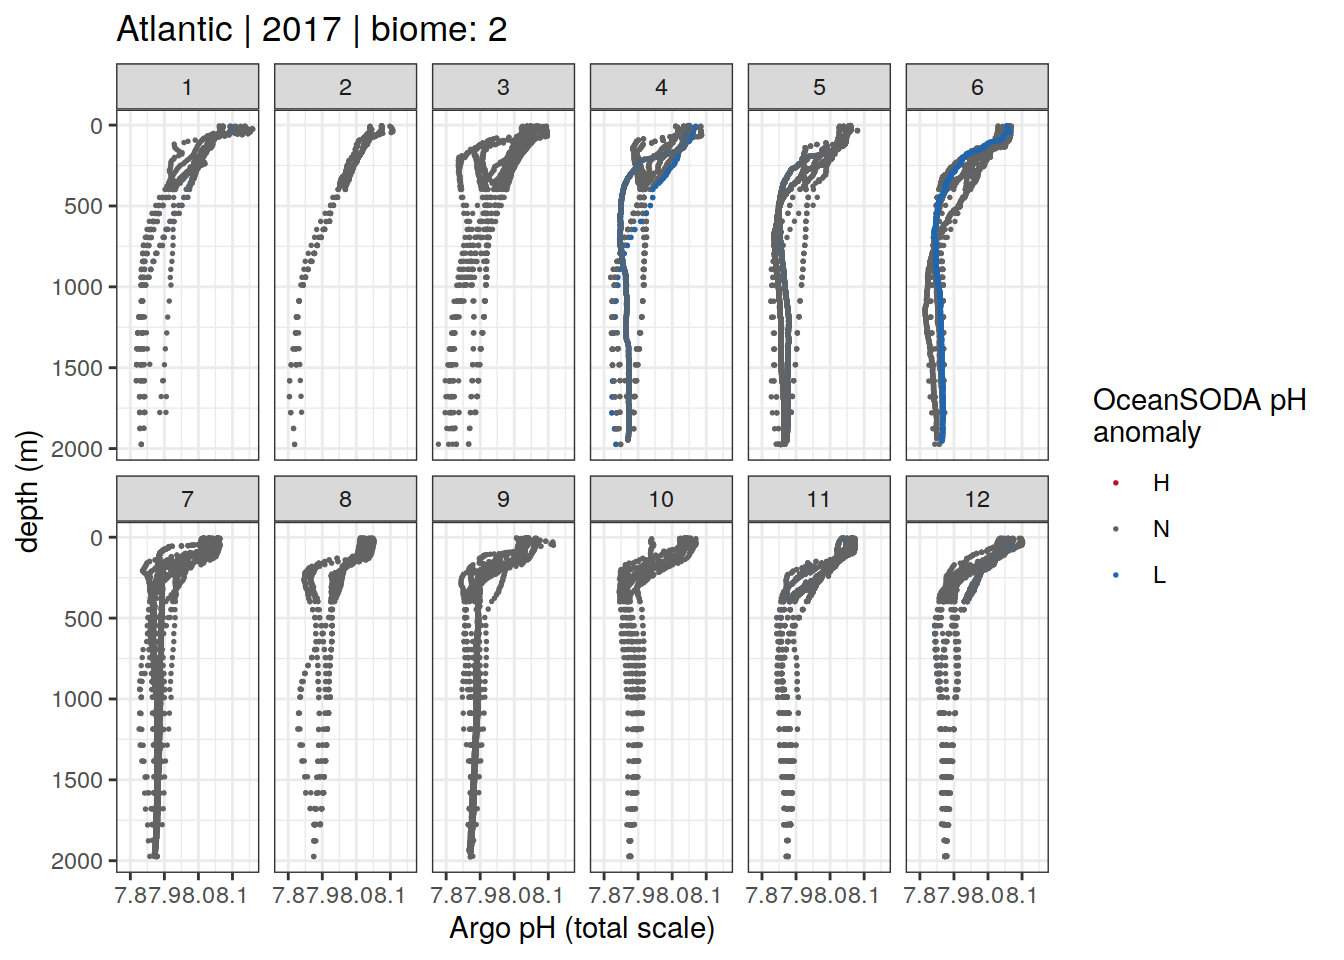 Atlantic | 2017 | biome: 2
1 2 3 4 5 6
0
500
1000
1500
2000
7 8 9 10 11 12
0
500
1000
1500
2000
7.87.98.08.1 7.87.98.08.1 7.87.98.08.1 7.87.98.08.1 7.87.98.08.1 7.87.98.08.1
Argo pH (total scale)
depth (m)
OceanSODA pH
anomaly
H
N
L